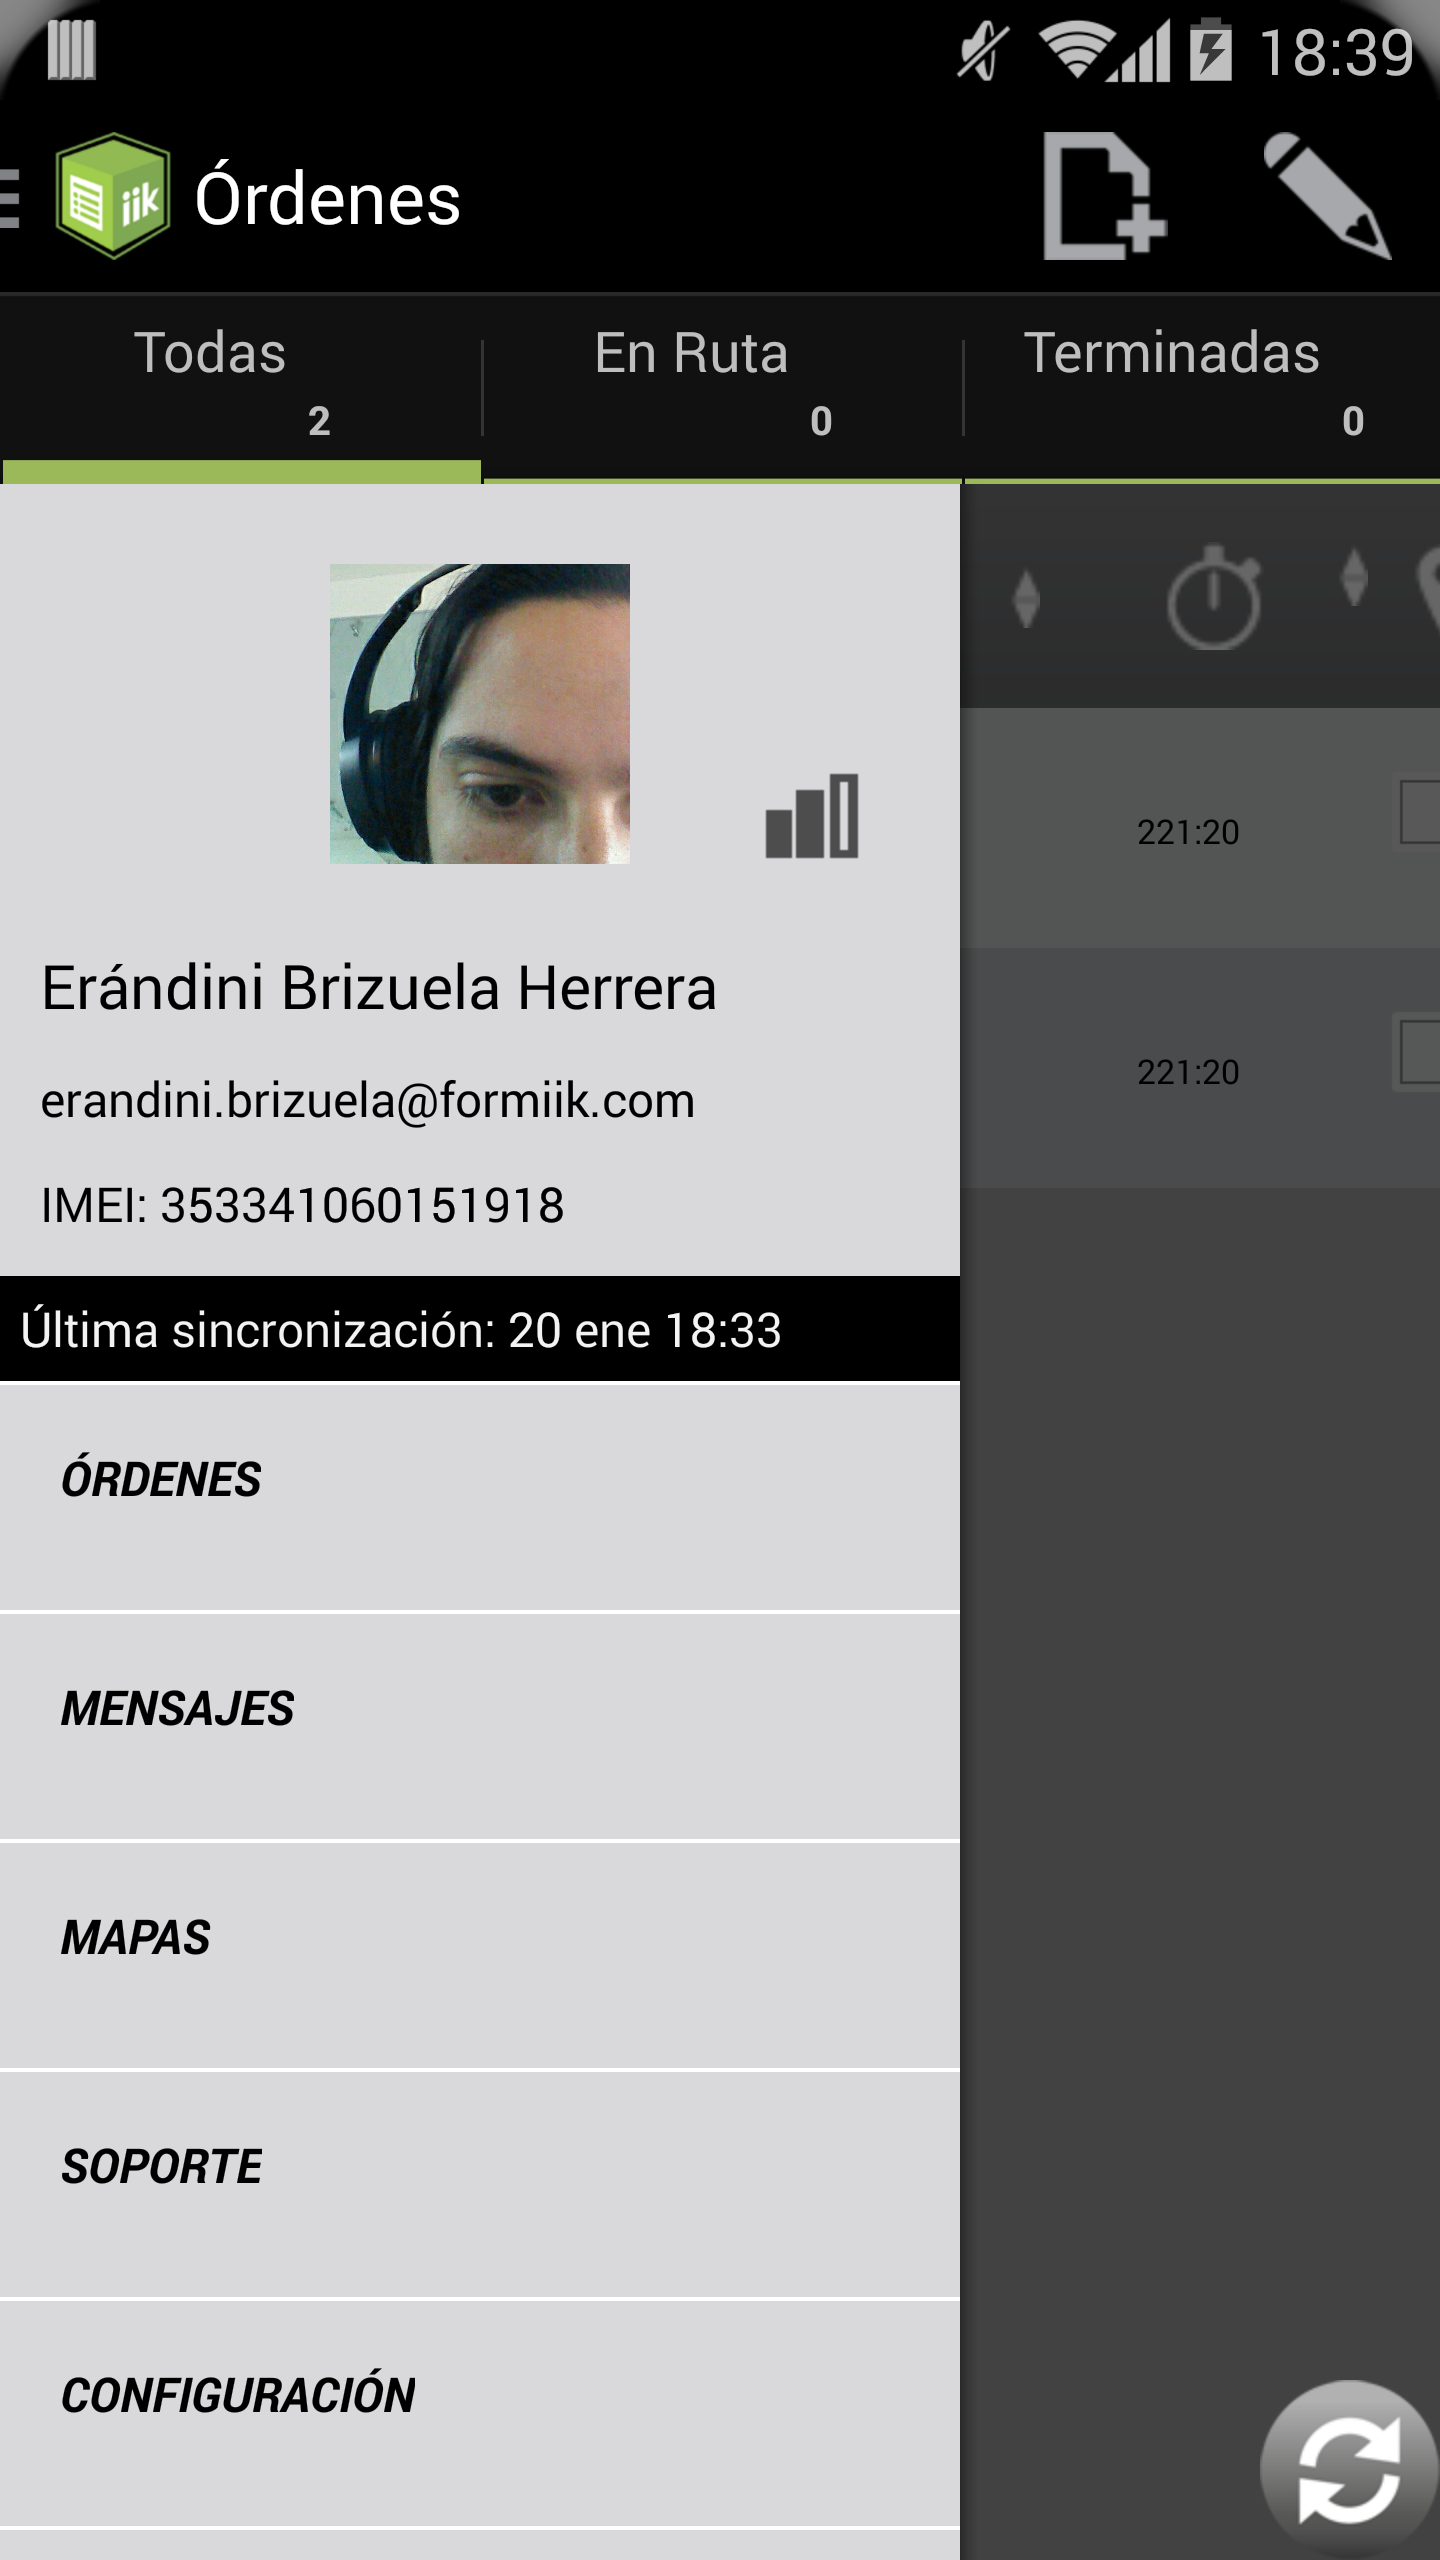 18:39
iik
Órdenes
Todas
2
En Ruta
0
Terminadas
0
221:20
221:20
Erándini Brizuela Herrera
erandini.brizuela@formiik.com
IMEI: 353341060151918
Última sincronización: 20 ene 18:33
ÓRDENES
MENSAJES
MAPAS
SOPORTE
CONFIGURACIÓN